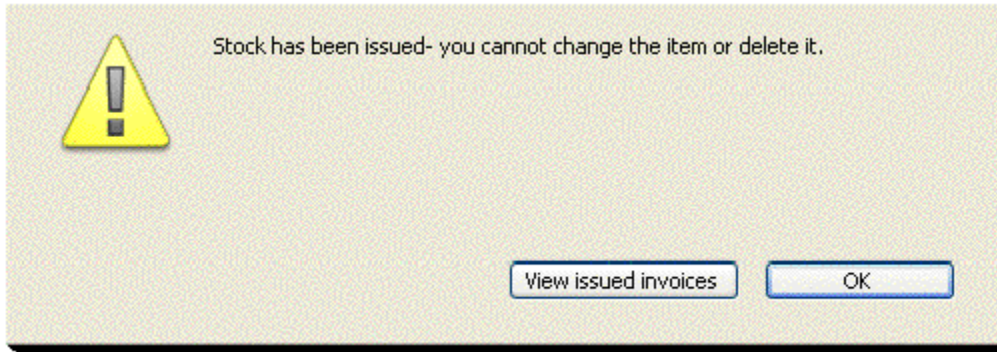 Stock has been issued- you cannot change the item or delete it.
View issued invoices
OK